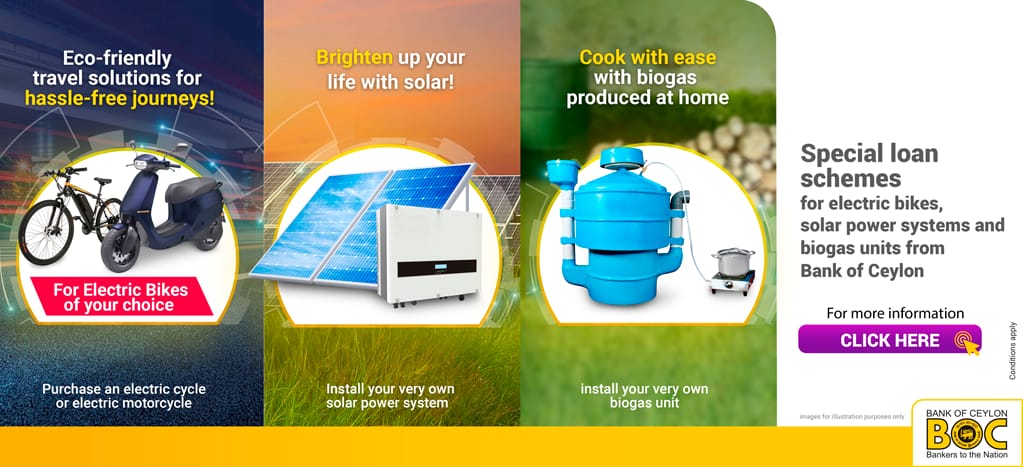 Eco-friendly
travel solutions for
hassle-free journeys!
For Electric Bikes
of your choice
Purchase an electric cycle
or electric motorcycle
Brighten up your
life with solar!
Install your very own
solar power system
Cook with ease
with biogas
produced at home
install your very own
biogas unit
Special loan
schemes
for electric bikes,
solar power systems and
biogas units from
Bank of Ceylon
For more information
CLICK HERE
Conditions apply
images for illustration purposes only
BANK OF CEYLON
BOC
Bankers to the Nation